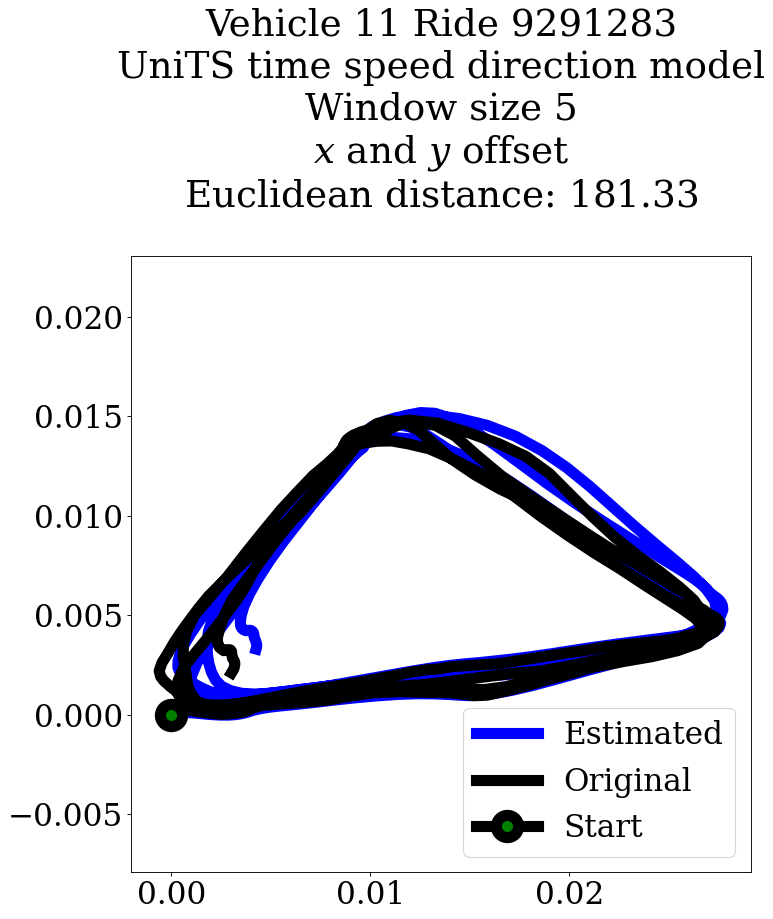 Vehicle 11 Ride 9291283
UniTS time speed direction model
Window size 5
x and y offset
Euclidean distance: 181.33
0.020
0.015
0.010
0.005
0.000
−0.005
0.00 0.01 0.02
Estimated
Original
Start